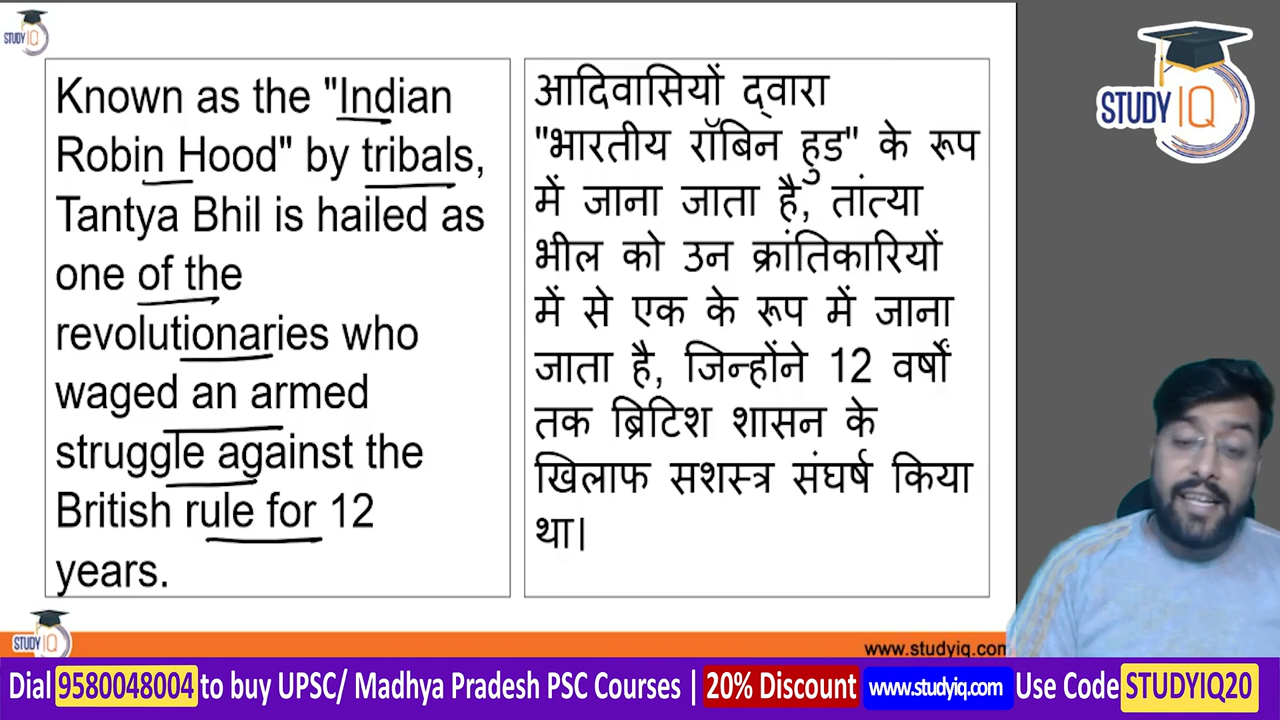 STUDY IQ
Known as the "Indian
Robin Hood" by tribals,
Tantya Bhil is hailed as
one of the
revolutionaries who
waged an armed
struggle against the
British rule for 12
years.
आदिवासियों द्वारा
"भारतीय रॉबिन हुड" के रूप
में जाना जाता है, तांत्या
भील को उन क्रांतिकारियों
में से एक के रूप में जाना
जाता है, जिन्होंने 12 वर्षों
तक ब्रिटिश शासन के
खिलाफ सशस्त्र संघर्ष किया
था।
STUDY IQ
STUDY IQ
www.studyiq.com
Dial 9580048004 to buy UPSC/ Madhya Pradesh PSC Courses | 20% Discount www.studyiq.com Use Code STUDYIQ20